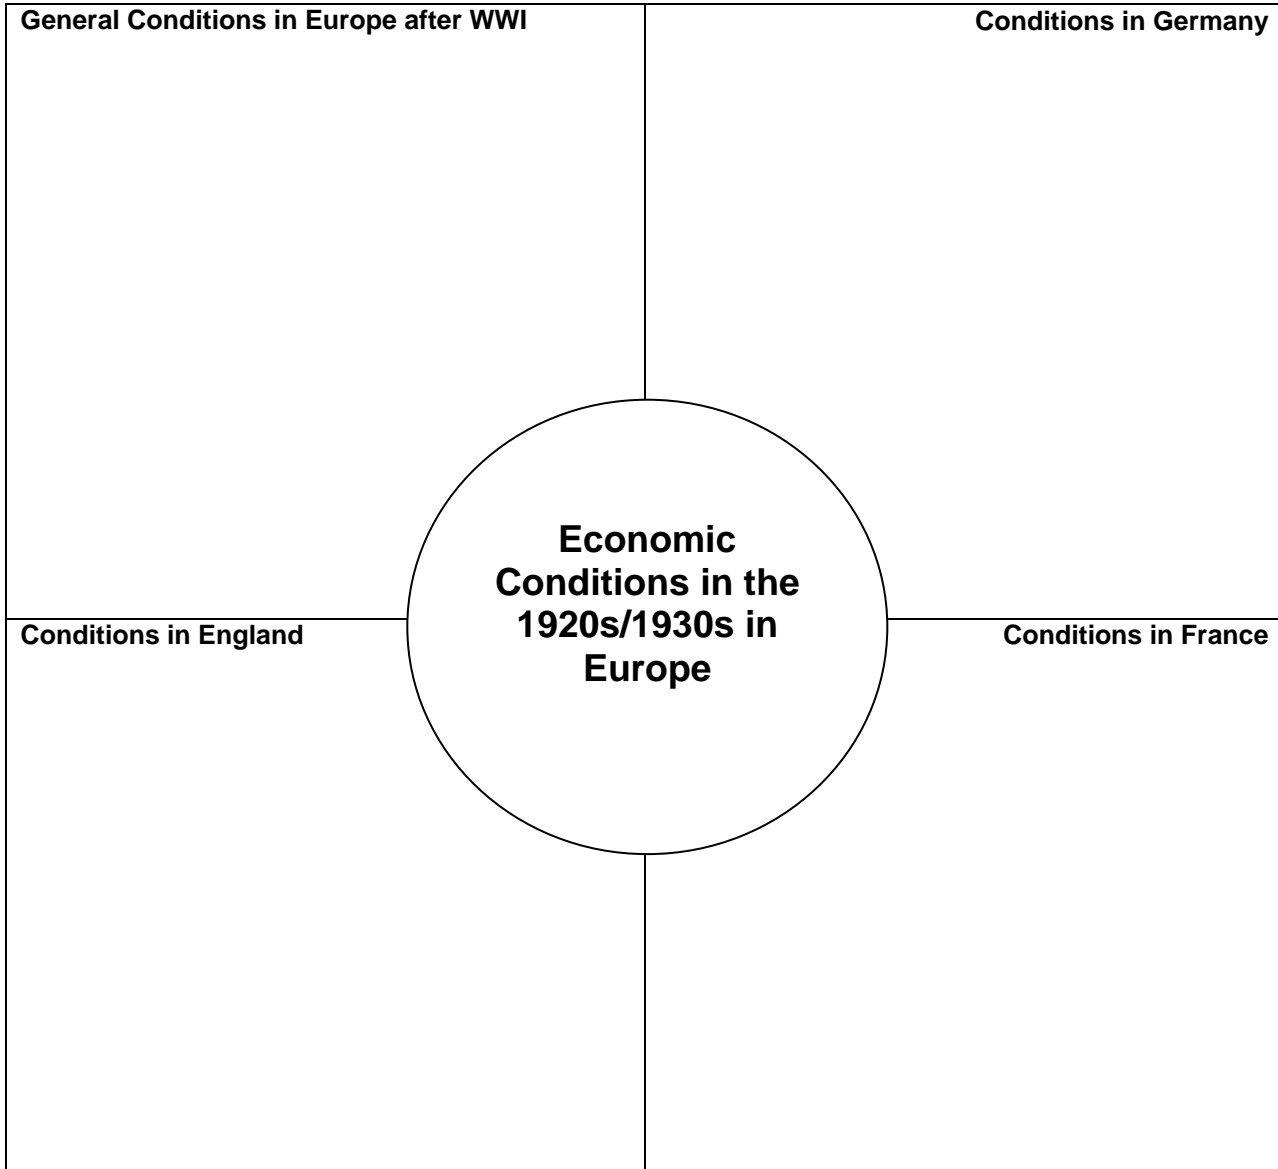 General Conditions in Europe after WWI
Conditions in Germany
Economic
Conditions in the
1920s/1930s in
Europe
Conditions in England
Conditions in France